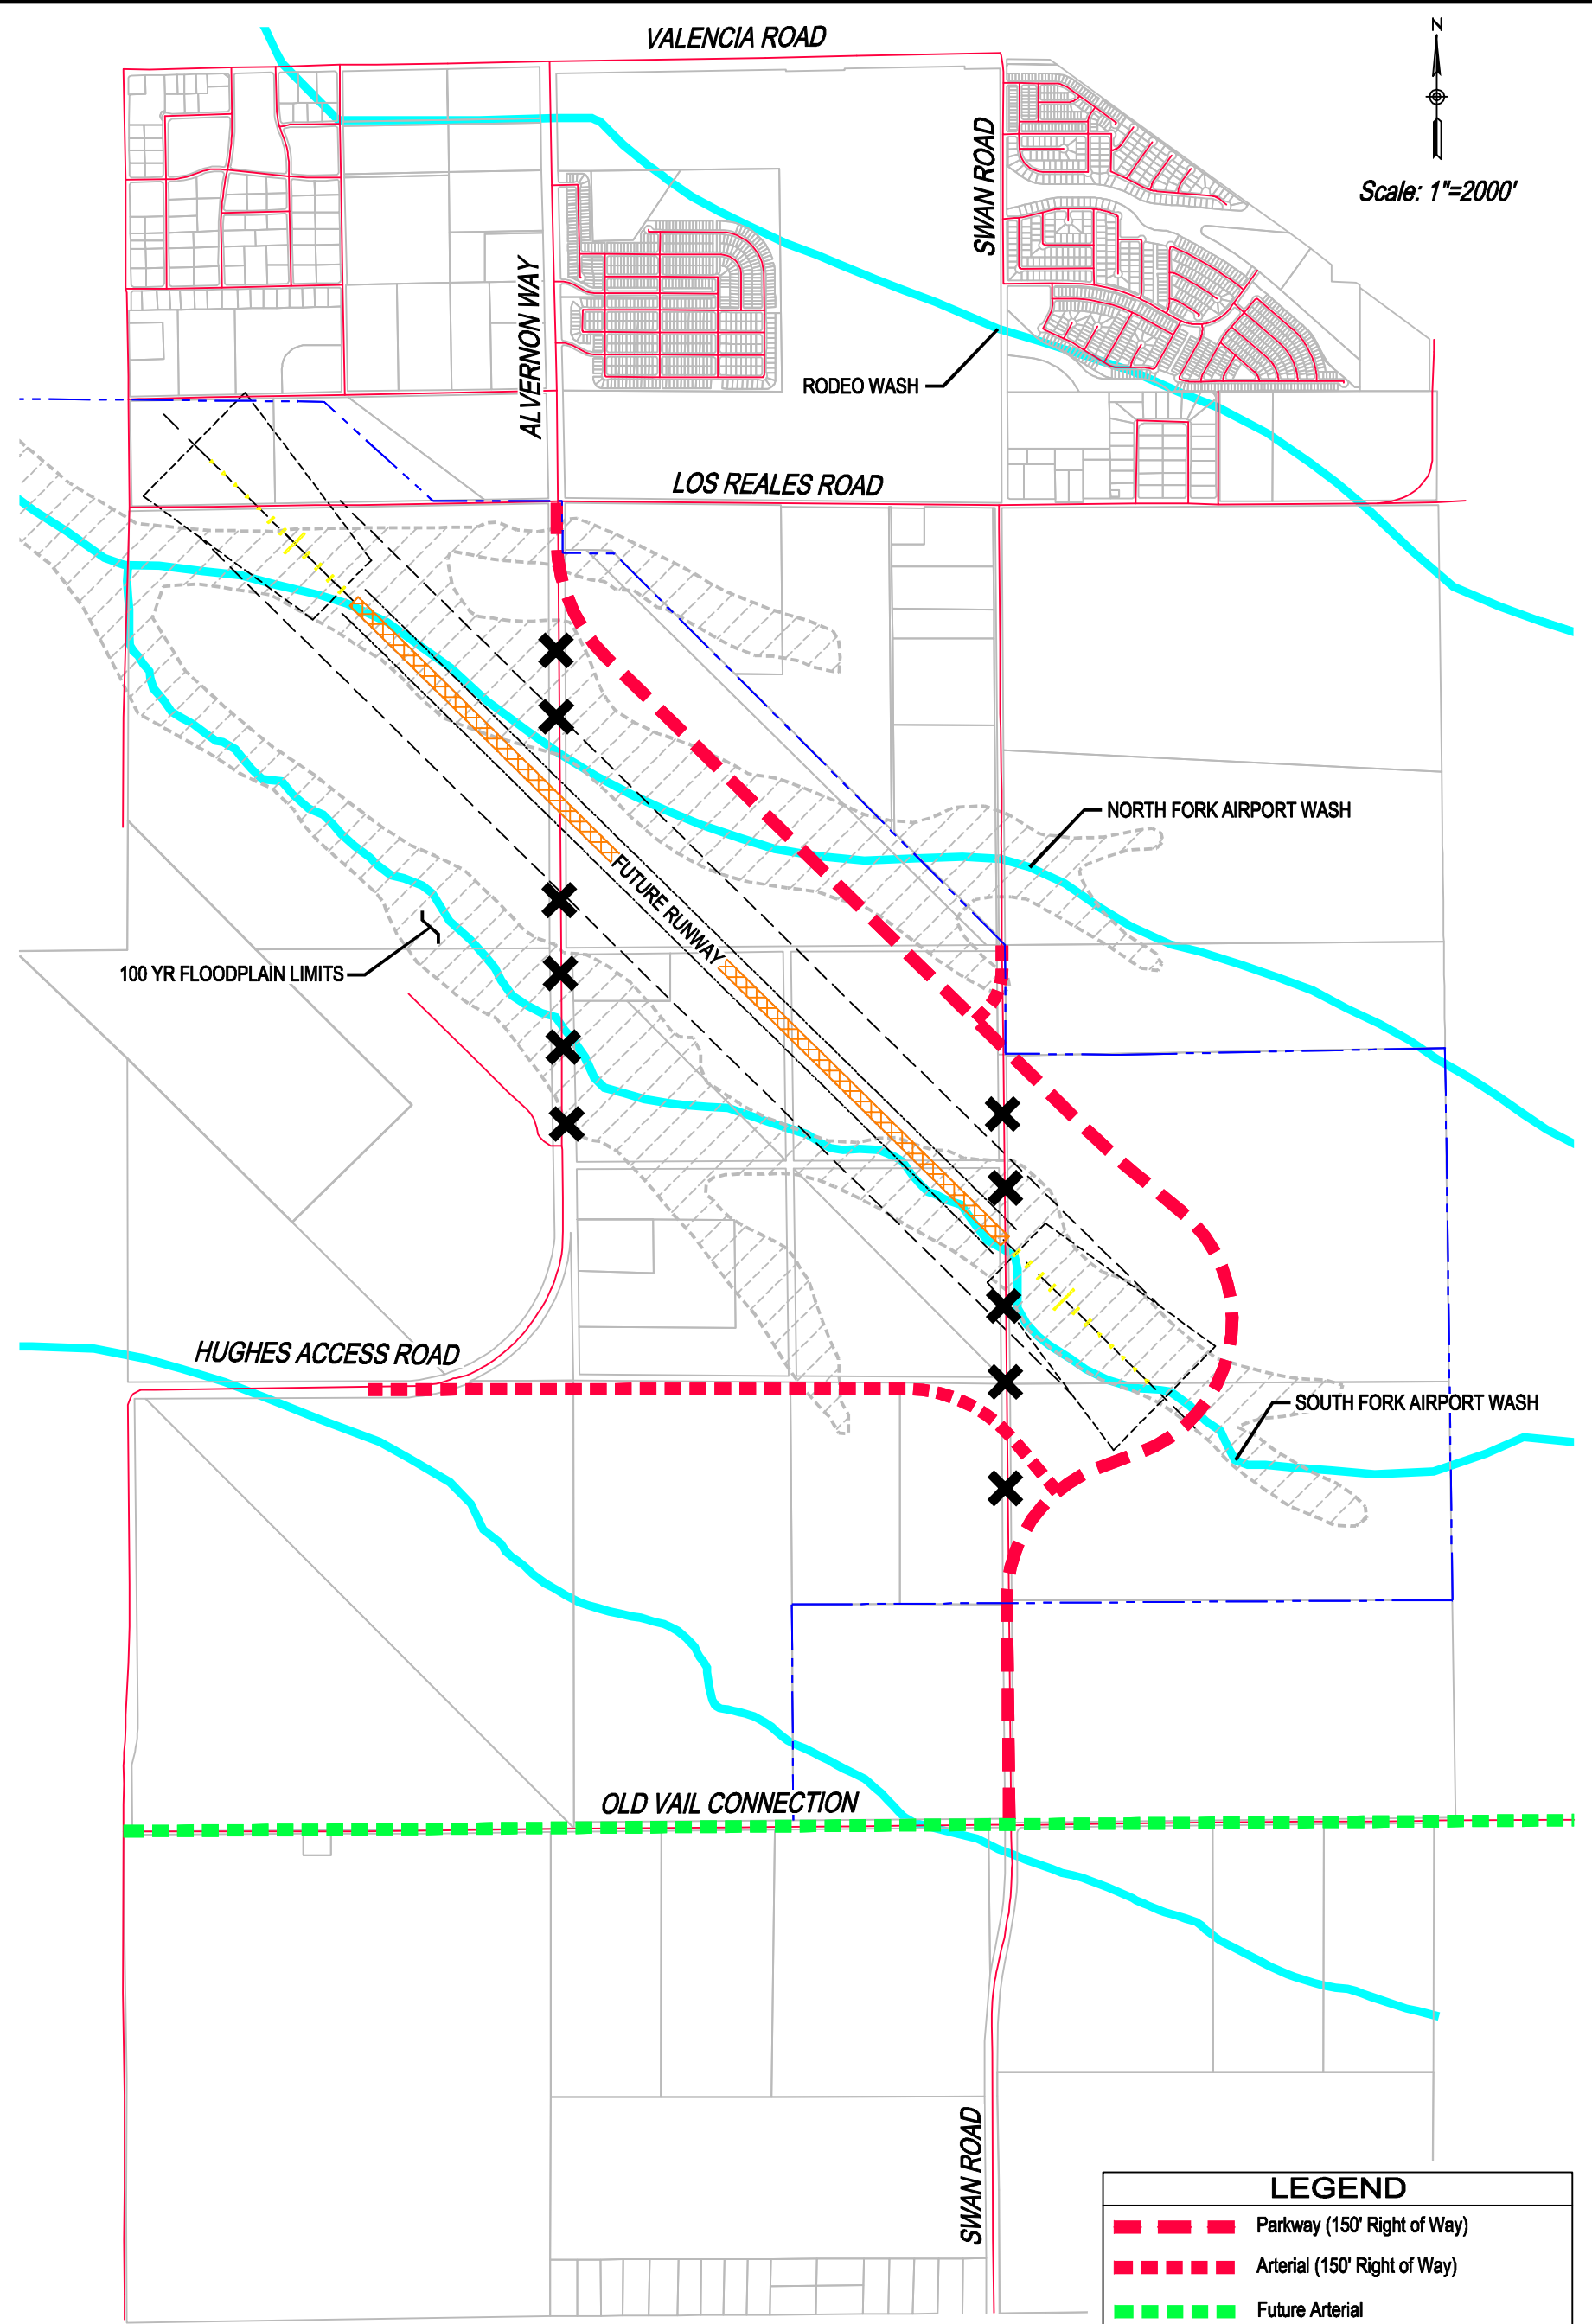 VALENCIA ROAD
N
SWAN ROAD
Scale: 1"=2000'
ALVERNON WAY
RODEO WASH
LOS REALES ROAD
NORTH FORK AIRPORT WASH
FUTURE RUNWAY
100 YR FLOODPLAIN LIMITS
HUGHES ACCESS ROAD
SOUTH FORK AIRPORT WASH
OLD VAIL CONNECTION
SWAN ROAD
LEGEND
Parkway (150' Right of Way)
Arterial (150' Right of Way)
Future Arterial